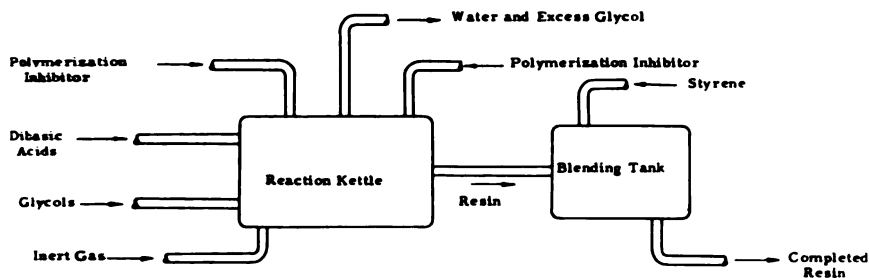 Water and Excess Glycol
Polymerization
Inhibitor
Polymerization Inhibitor
Styrene
Dibasic
Acids
Reaction Kettle
Blending Tank
Glycols
Resin
Inert Gas
Completed
Resin